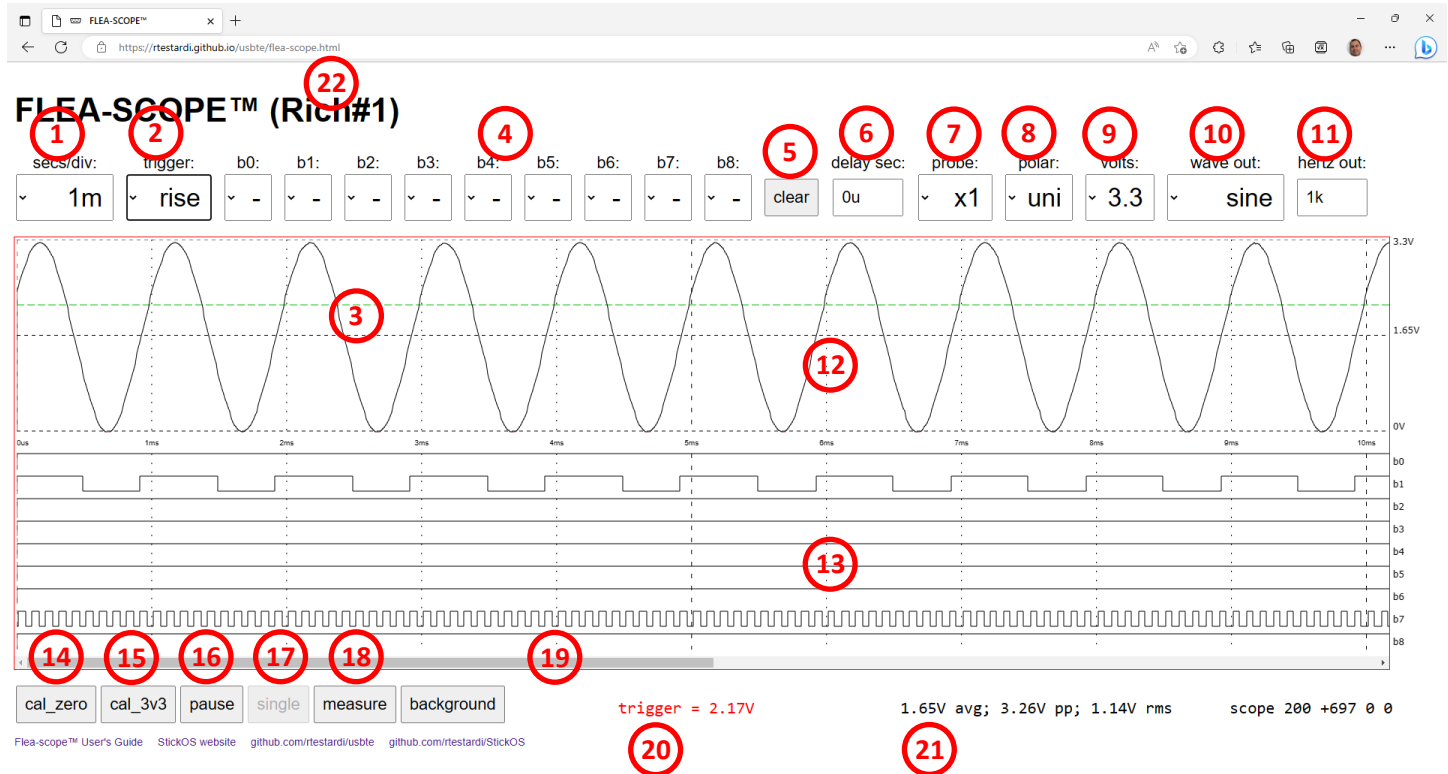 FLEA-SCOPE™
https://rtestardi.github.io/usbte/flea-scope.html
22
FLEA-SCOPE™ (Rich#1)
1 2 4 5 6 7 8 9 10 11
secs/div: trigger: b0: b1: b2: b3: b4: b5: b6: b7: b8: delay sec: probe: polar: volts: wave out: hertz out:
1m rise - - - - - - - - - clear 0u x1 uni 3.3 sine 1k
3.3V
3
1.65V
12
0V
0us 1ms 2ms 3ms 4ms 5ms 6ms 7ms 8ms 9ms 10ms
b0
b1
b2
b3
b4
13
b5
b6
b7
b8
14 15 16 17 18 19
cal_zero cal_3v3 pause single measure background
trigger = 2.17V 1.65V avg; 3.26V pp; 1.14V rms scope 200 +697 0 0
Flea-scope™ User's Guide StickOS website github.com/rtestardi/usbte github.com/rtestardi/StickOS
20 21